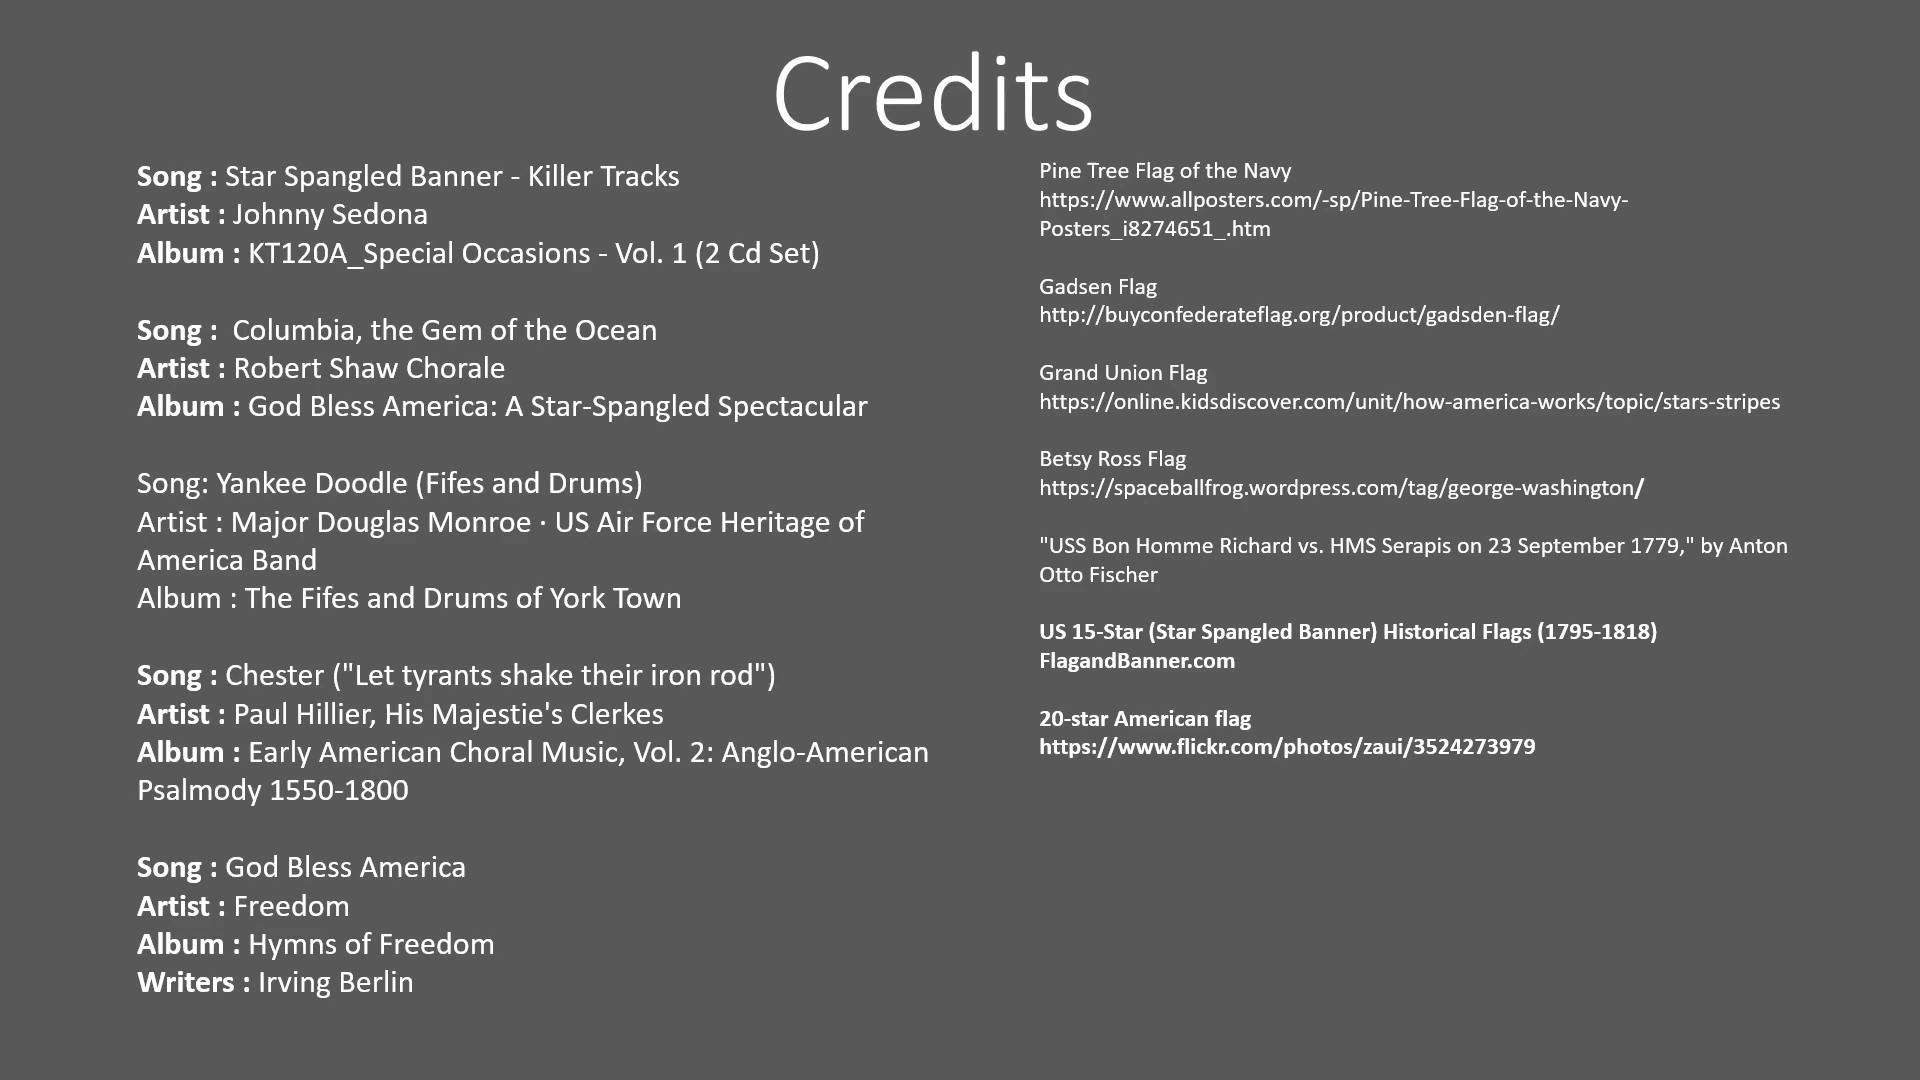 Credits
Song : Star Spangled Banner - Killer Tracks
Artist : Johnny Sedona
Album : KT120A_Special Occasions - Vol. 1 (2 Cd Set)
Song :  Columbia, the Gem of the Ocean
Artist : Robert Shaw Chorale
Album : God Bless America: A Star-Spangled Spectacular
Song: Yankee Doodle (Fifes and Drums)
Artist : Major Douglas Monroe · US Air Force Heritage of
America Band
Album : The Fifes and Drums of York Town
Song : Chester ("Let tyrants shake their iron rod")
Artist : Paul Hillier, His Majestie's Clerkes
Album : Early American Choral Music, Vol. 2: Anglo-American
Psalmody 1550-1800
Song : God Bless America
Artist : Freedom
Album : Hymns of Freedom
Writers : Irving Berlin
Pine Tree Flag of the Navy
https://www.allposters.com/-sp/Pine-Tree-Flag-of-the-Navy-
Posters_i8274651_.htm
Gadsen Flag
http://buyconfederateflag.org/product/gadsden-flag/
Grand Union Flag
https://online.kidsdiscover.com/unit/how-america-works/topic/stars-stripes
Betsy Ross Flag
https://spaceballfrog.wordpress.com/tag/george-washington/
"USS Bon Homme Richard vs. HMS Serapis on 23 September 1779," by Anton
Otto Fischer
US 15-Star (Star Spangled Banner) Historical Flags (1795-1818)
FlagandBanner.com
20-star American flag
https://www.flickr.com/photos/zaui/3524273979